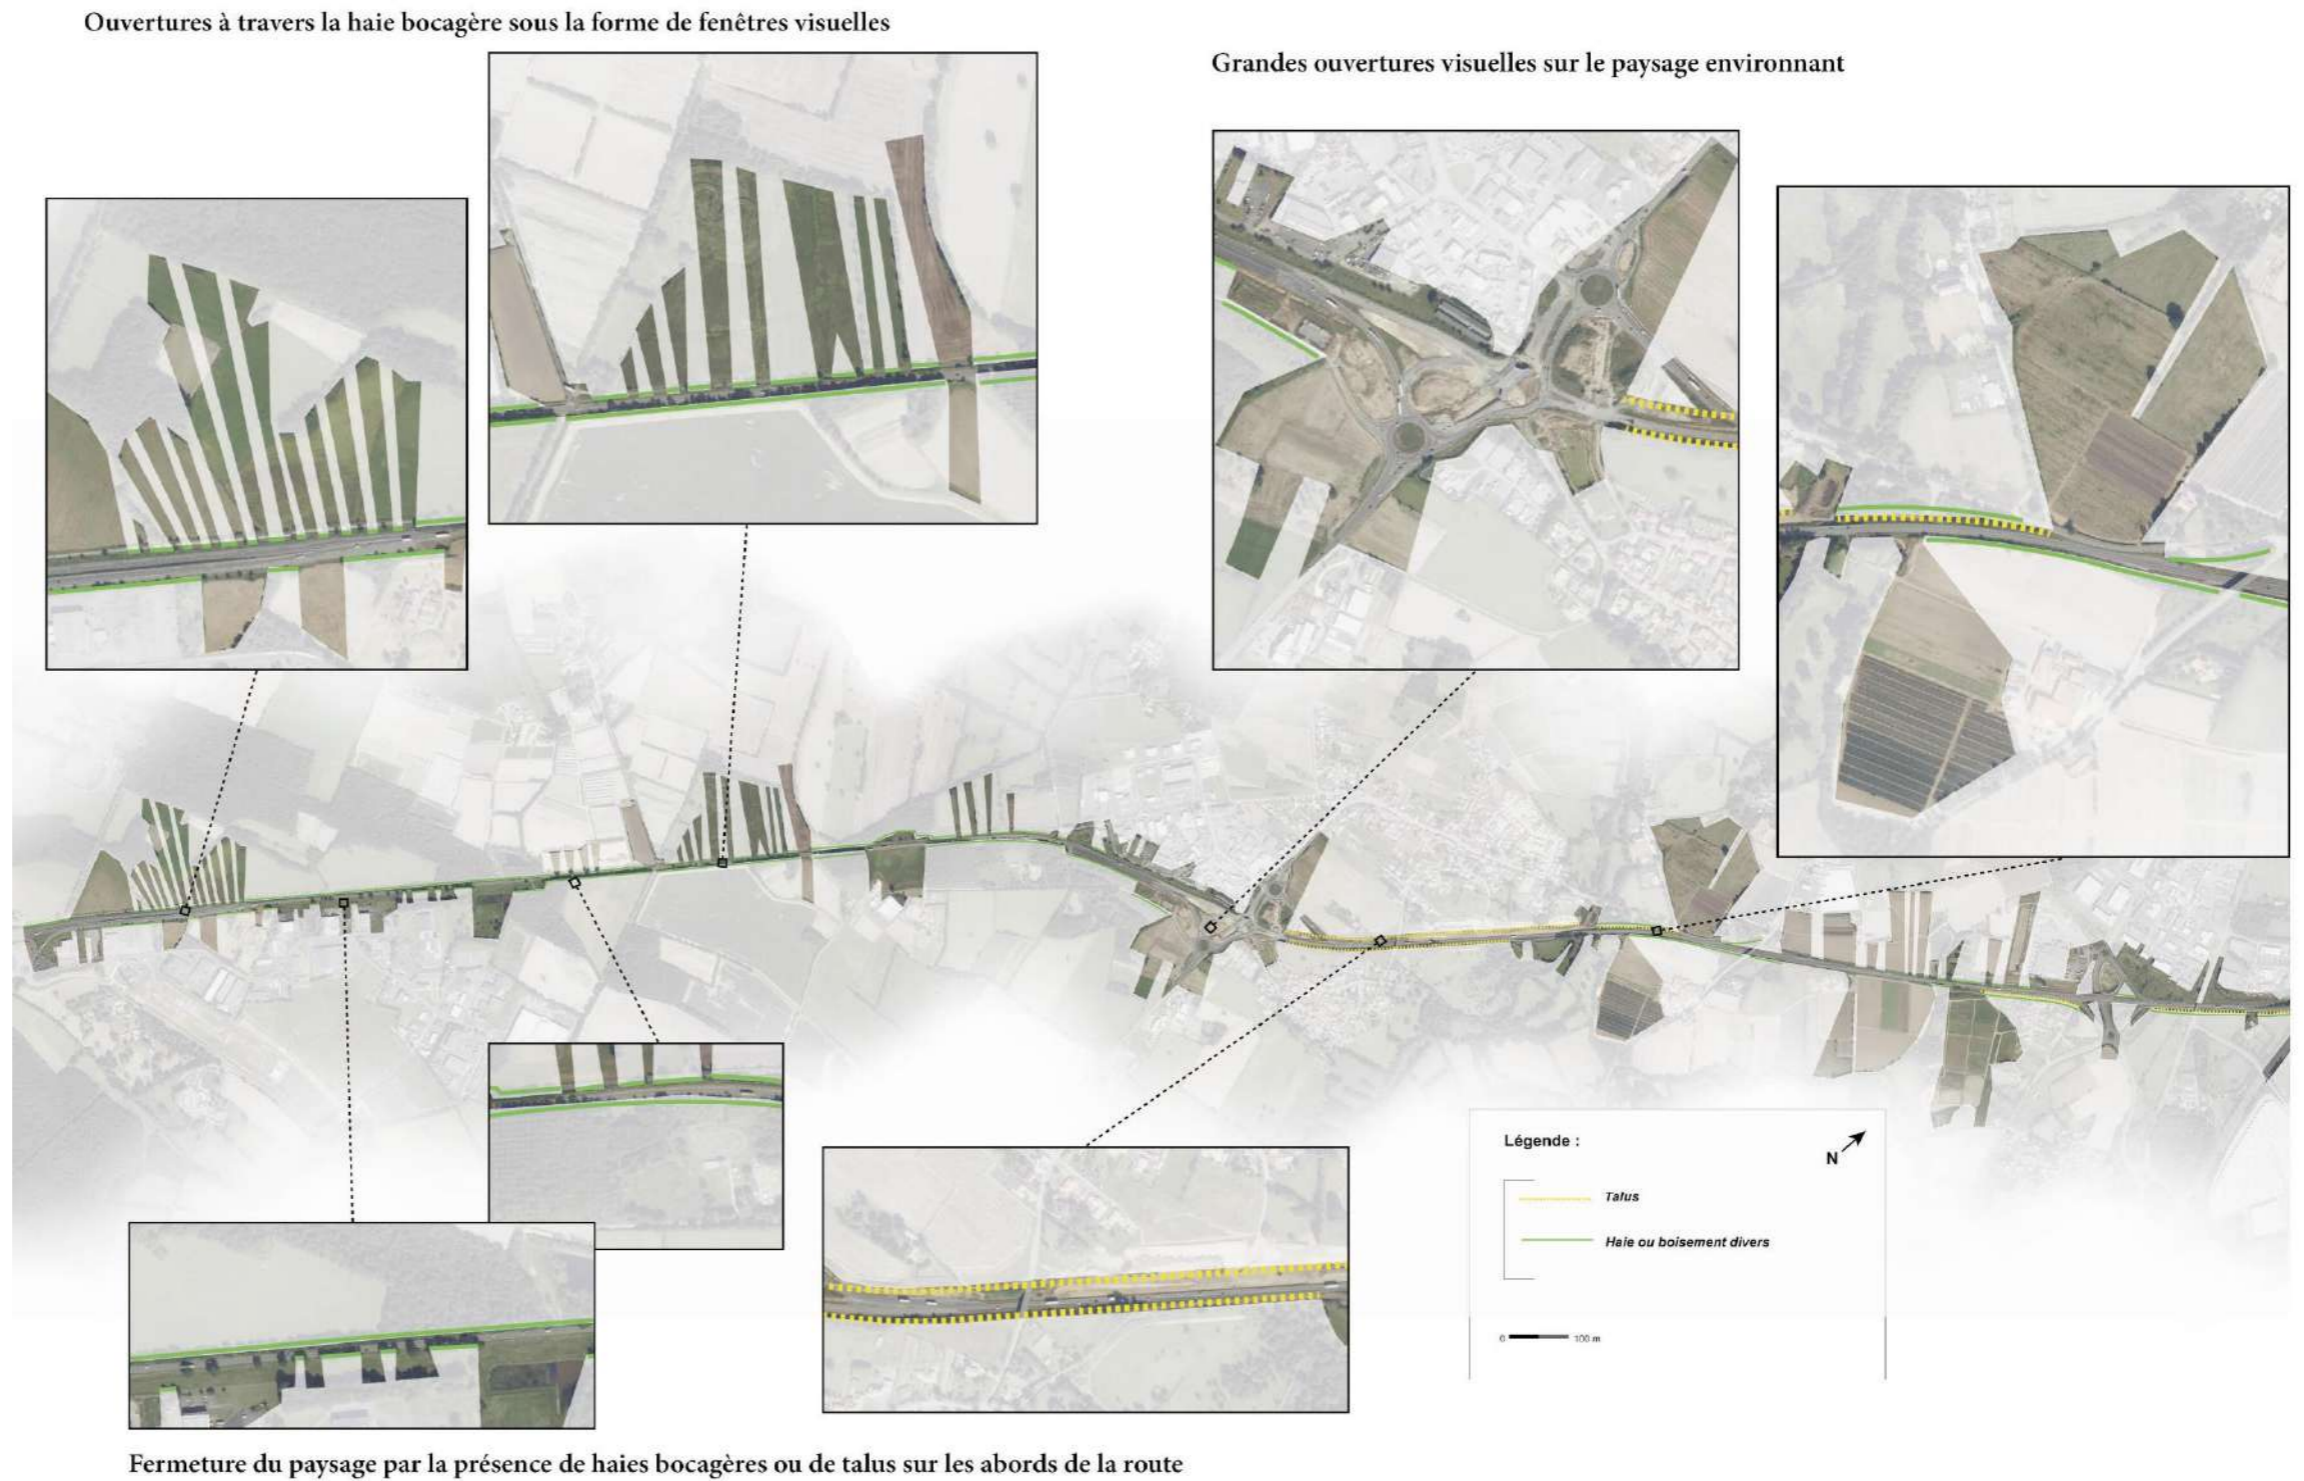 Ouvertures à travers la haie bocagère sous la forme de fenêtres visuelles
Grandes ouvertures visuelles sur le paysage environnant
Légende :
N
Talus
Haie ou boisement divers
0 100 m
Fermeture du paysage par la présence de haies bocagères ou de talus sur les abords de la route